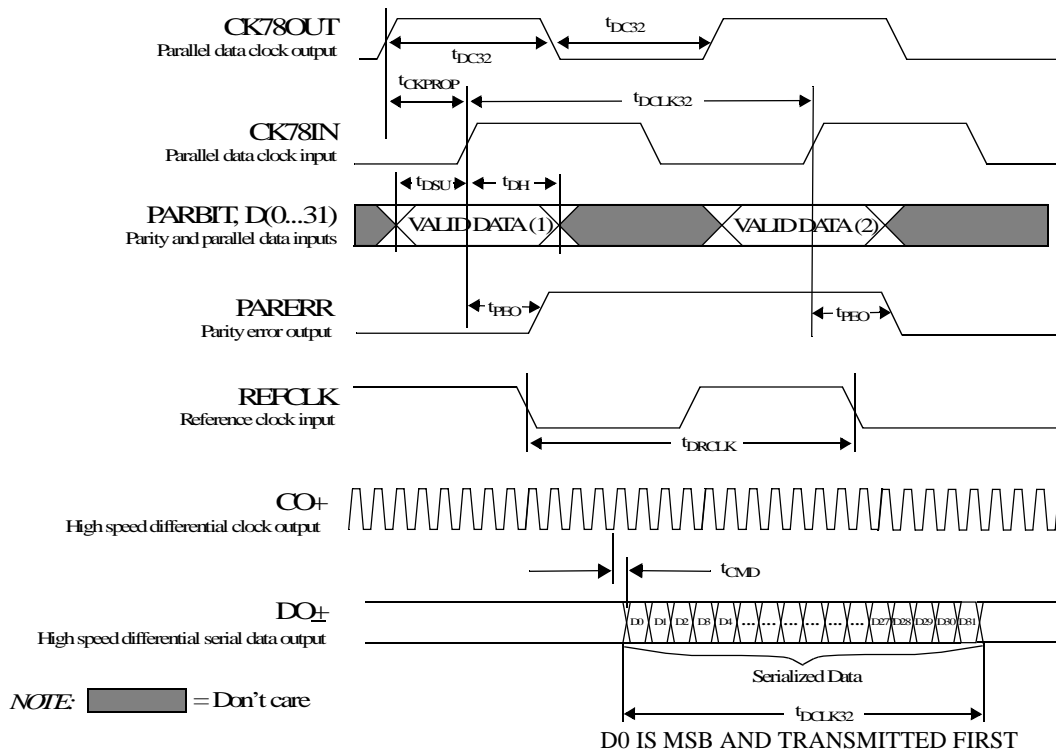 CK78OUT
Parallel data clock output
tDC32
tDC32
tCKPROP
tDCLK32
CK78IN
Parallel data clock input
tDSU
tDH
PARBIT, D(0...31)
Parity and parallel data inputs
VALID DATA (1)
VALID DATA (2)
PARERR
Parity error output
tPEO
tPEO
REFCLK
Reference clock input
tDRCLK
CO+
High speed differential clock output
tCMD
DO±
High speed differential serial data output
D0 D1 D2 D3 D4 ... ... ... ... ... ... D27 D28 D29 D30 D31
Serialized Data
NOTE: = Don't care
tDCLK32
D0 IS MSB AND TRANSMITTED FIRST